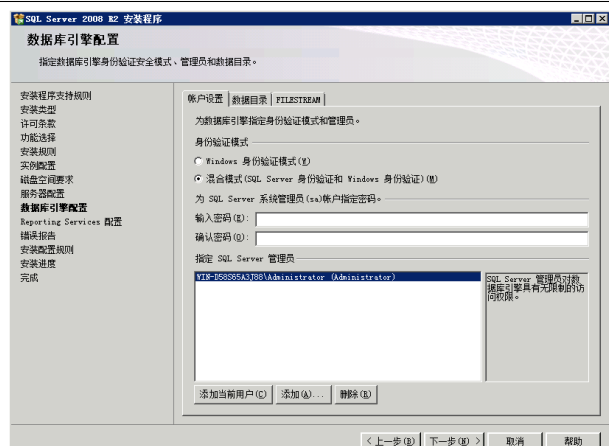 SQL Server 2008 R2 安装程序
数据库引擎配置
指定数据库引擎身份验证安全模式、管理员和数据目录。
安装程序支持规则
安装类型
许可条款
功能选择
安装规则
实例配置
磁盘空间要求
服务器配置
数据库引擎配置
Reporting Services 配置
错误报告
安装配置规则
安装进度
完成
帐户设置 数据目录 FILESTREAM
为数据库引擎指定身份验证模式和管理员。
身份验证模式
Windows 身份验证模式(W)
混合模式(SQL Server 身份验证和 Windows 身份验证)(M)
为 SQL Server 系统管理员(sa)帐户指定密码。
输入密码(E):
确认密码(O):
指定 SQL Server 管理员
WIN-D58S65A3J88\Administrator (Administrator)
SQL Server 管理员对数
据库引擎具有无限制的访
问权限。
添加当前用户(C) 添加(A)... 删除(R)
< 上一步(B) 下一步(N) > 取消 帮助